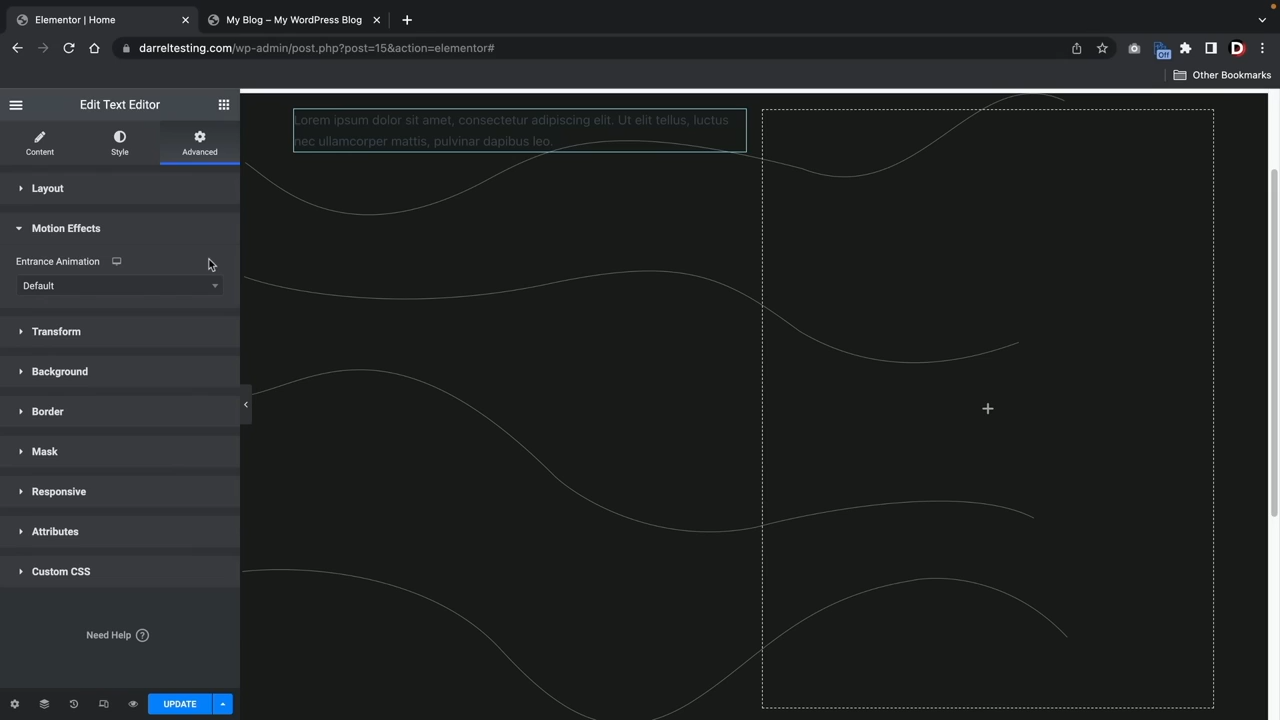 Elementor | Home
My Blog – My WordPress Blog
darreltesting.com/wp-admin/post.php?post=15&action=elementor#
Off
D
Other Bookmarks
Edit Text Editor
Content
Style
Advanced
Layout
Motion Effects
Entrance Animation
Default
Transform
Background
Border
Mask
Responsive
Attributes
Custom CSS
Need Help ?
UPDATE
Lorem ipsum dolor sit amet, consectetur adipiscing elit. Ut elit tellus, luctus
nec ullamcorper mattis, pulvinar dapibus leo.